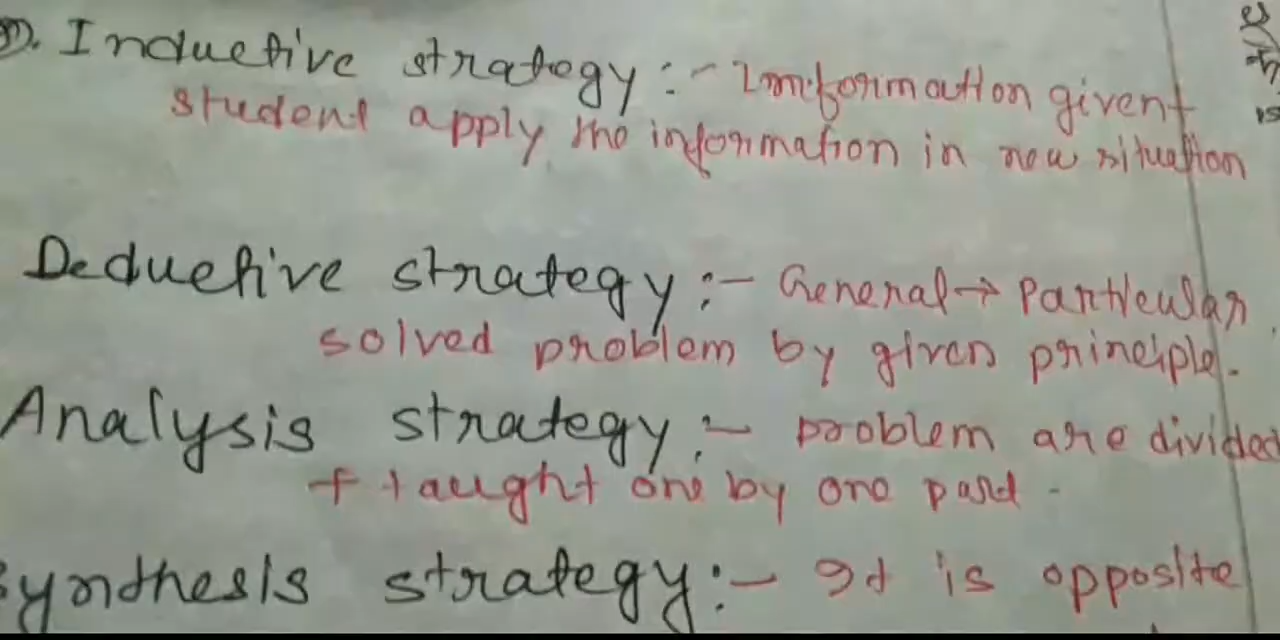 Inductive strategy :- Information given +
student apply the information in new situation
Deductive strategy :- General → Particular
solved problem by given principle.
Analysis strategy :- problem are divided
+ taught one by one part -
Synthesis strategy :- It is opposite